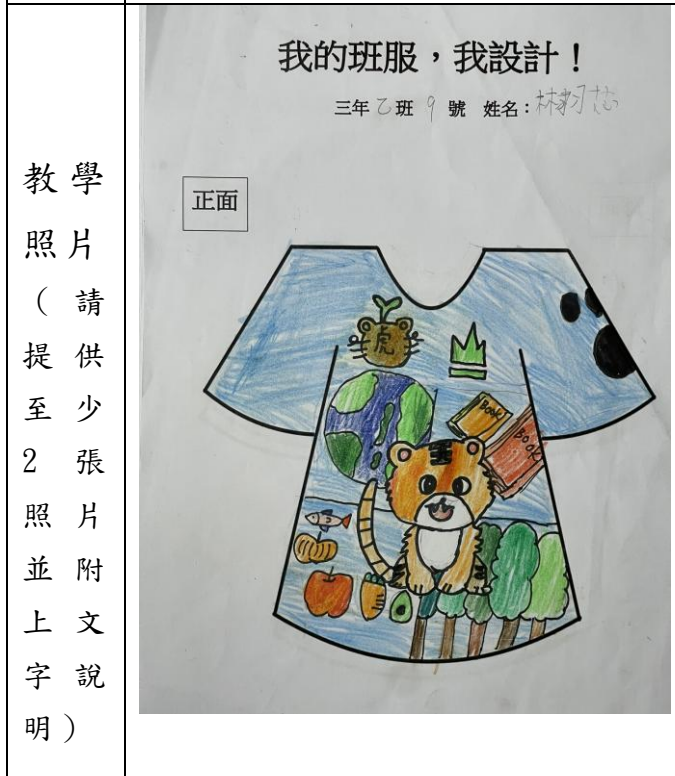 教學
照片
（請
提供
至少
2張
照片
並附
上文
字說
明）
我的班服，我設計！
三年乙班 9 號 姓名：林
正面
虎
BOOK
BOOK